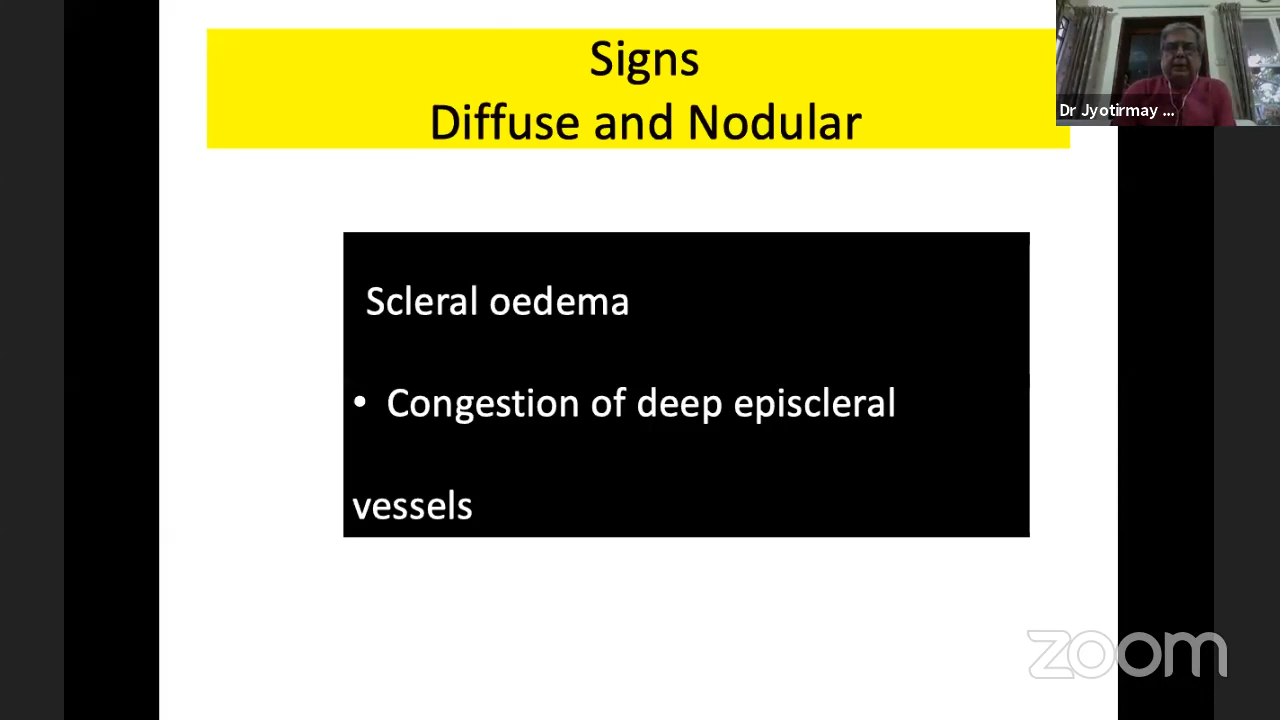 Signs
Diffuse and Nodular
Dr Jyotirmay ...
Scleral oedema
• Congestion of deep episcleral
vessels
zoom